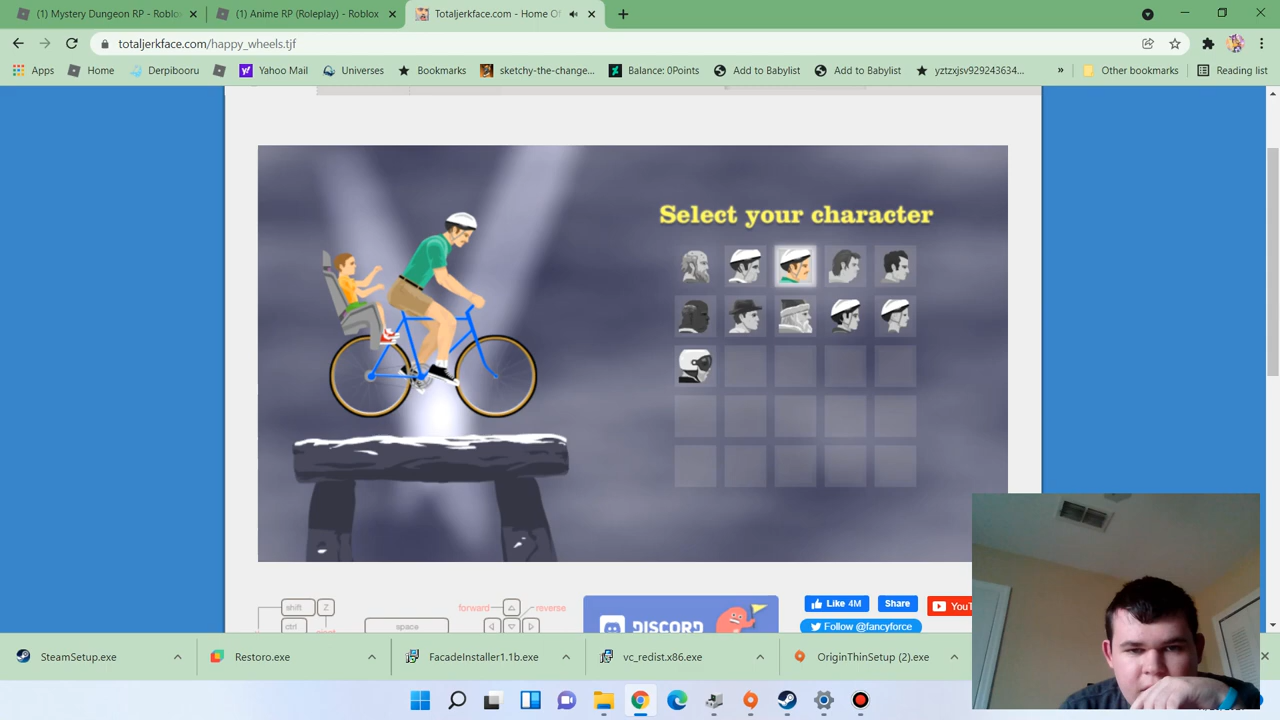 (1) Mystery Dungeon RP - Roblox
(1) Anime RP (Roleplay) - Roblox
Totaljerkface.com - Home Of
totaljerkface.com/happy_wheels.tjf
Apps
Home
Derpibooru
Yahoo Mail
Universes
Bookmarks
sketchy-the-change...
Balance: 0Points
Add to Babylist
Add to Babylist
yztzxjsv929243634...
»
Other bookmarks
Reading list
Select your character
shift
Z
ctrl
space
forward
reverse
DISCORD
Like 4M
Share
YouT
Follow @fancyforce
SteamSetup.exe
Restoro.exe
FacadeInstaller1.1b.exe
vc_redist.x86.exe
OriginThinSetup (2).exe